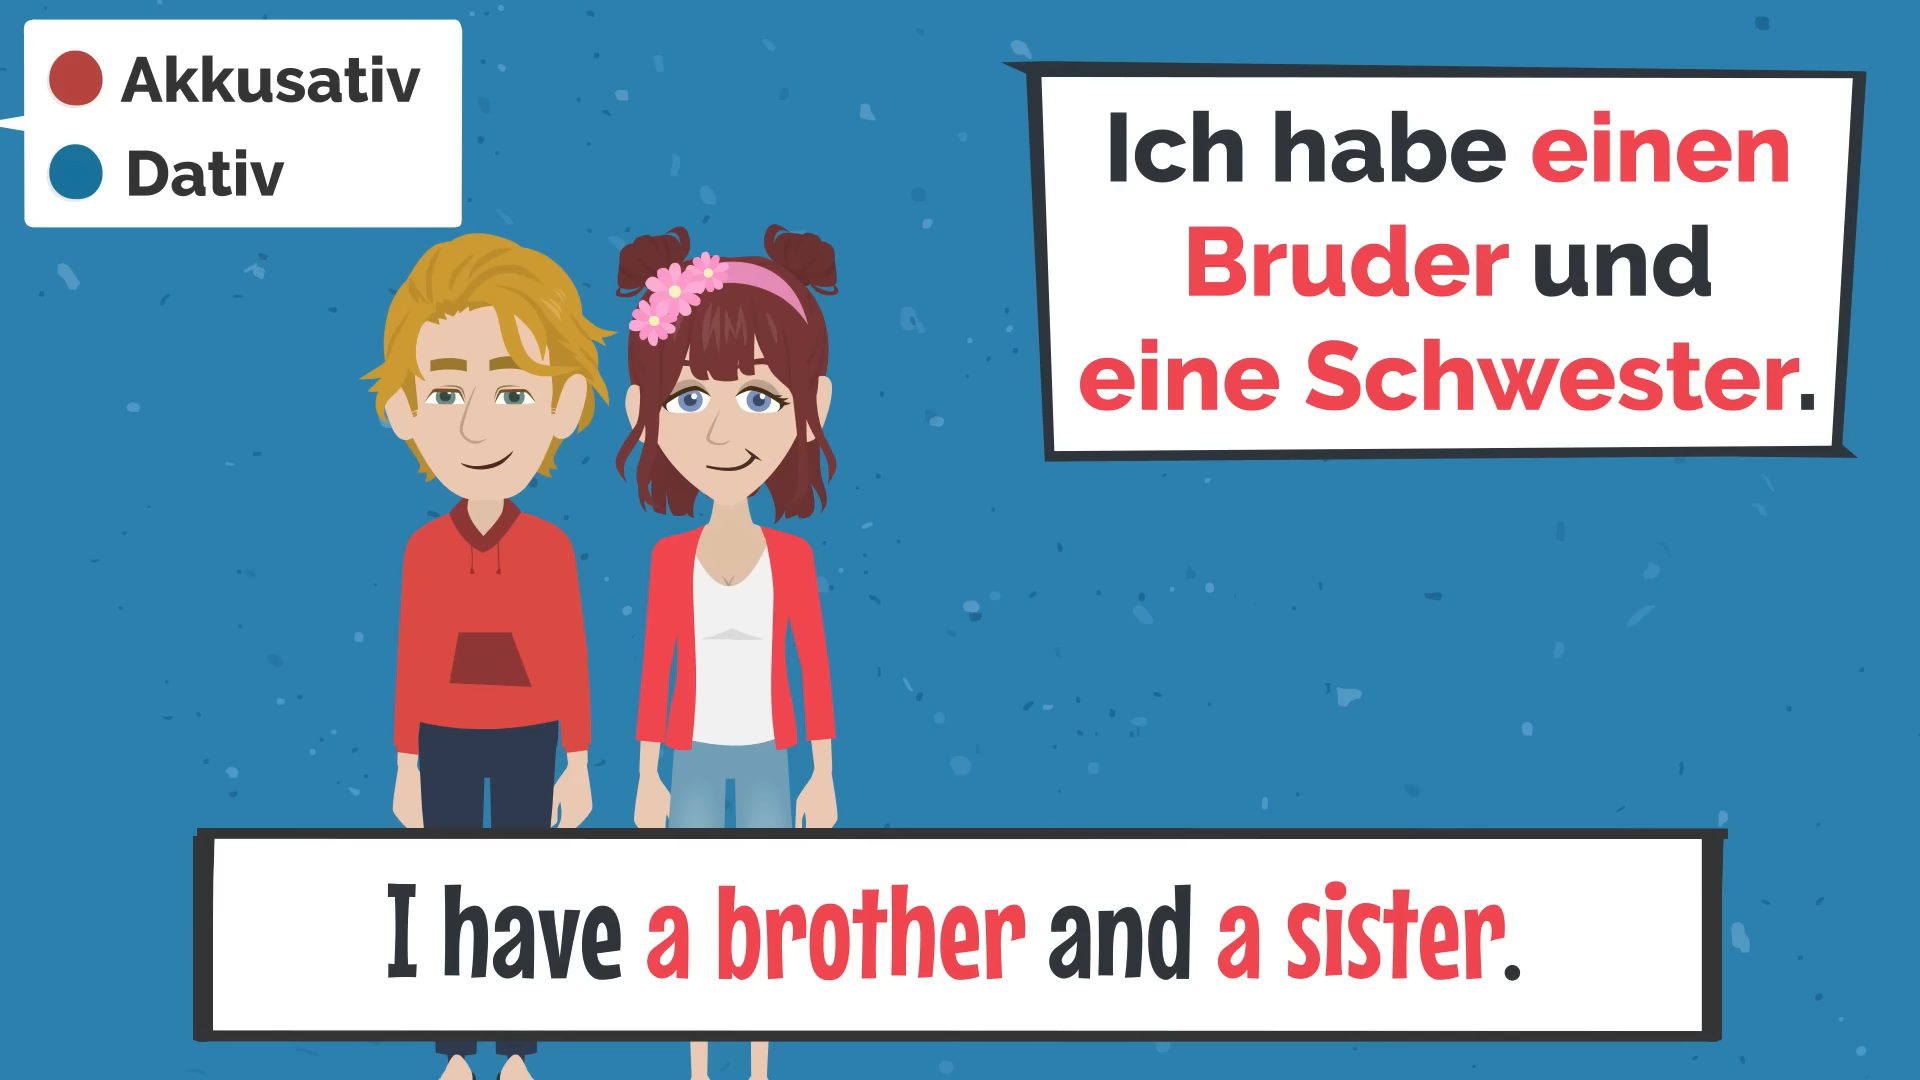 Akkusativ
Dativ
Ich habe einen
Bruder und
eine Schwester.
I have a brother and a sister.